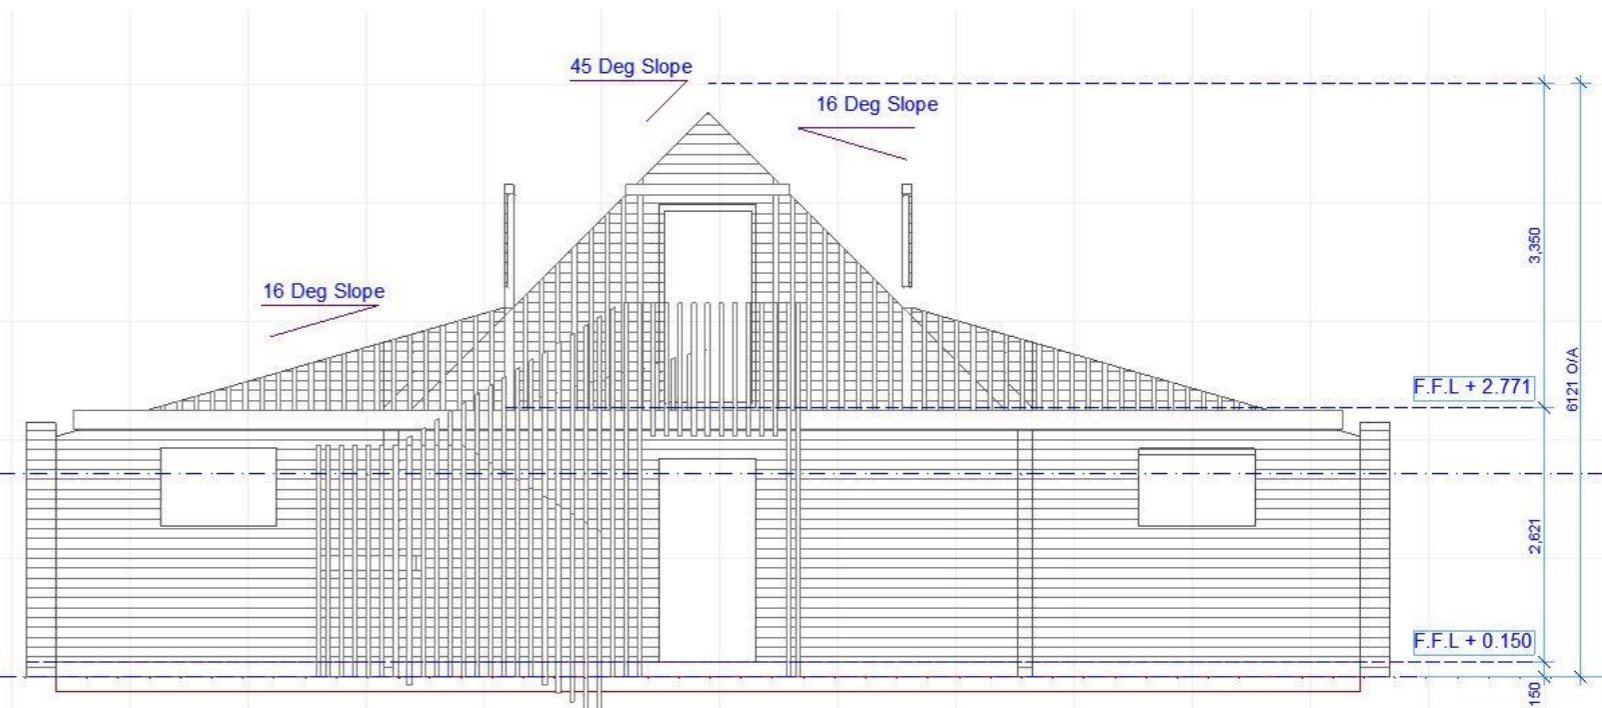 45 Deg Slope
16 Deg Slope
3,350
16 Deg Slope
F.F.L + 2.771
6121 O/A
2,621
F.F.L + 0.150
150